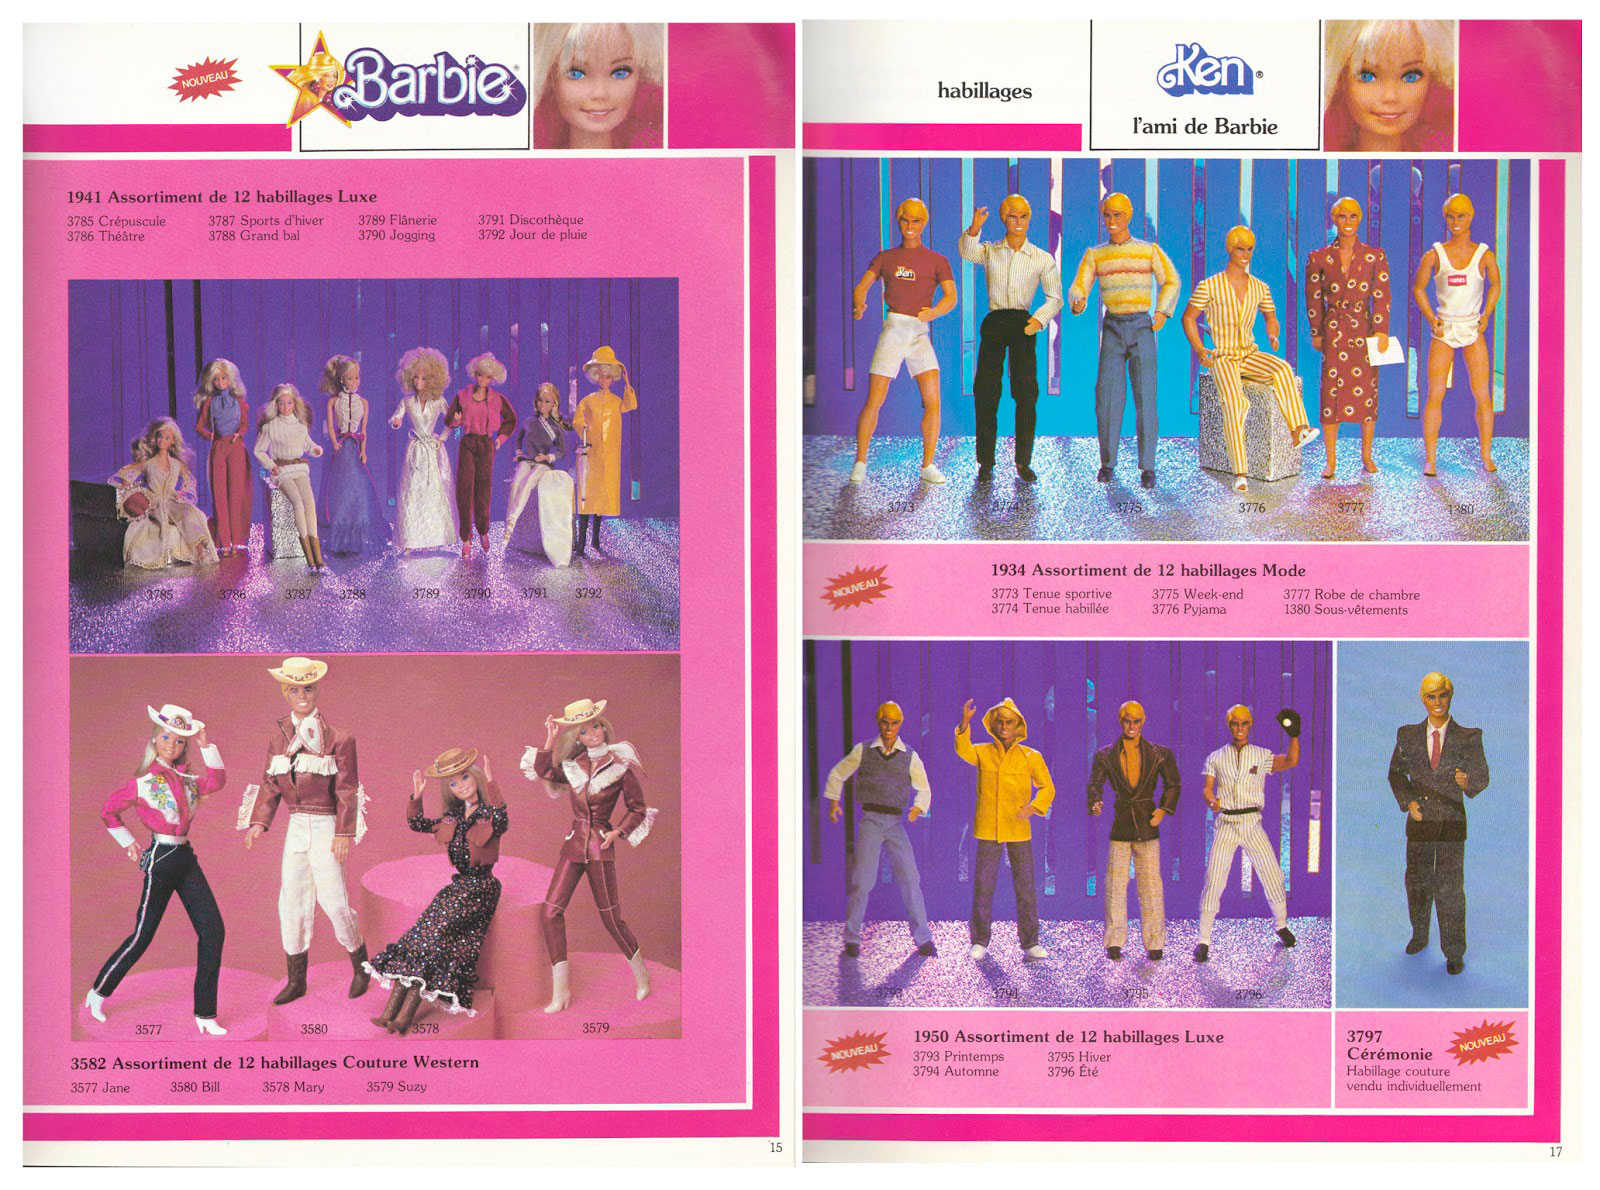 NOUVEAU
Barbie®
1941 Assortiment de 12 habillages Luxe
3785 Crépuscule 3787 Sports d'hiver 3789 Flânerie 3791 Discothèque
3786 Théâtre 3788 Grand bal 3790 Jogging 3792 Jour de pluie
3785 3786 3787 3788 3789 3790 3791 3792
3577 3580 3578 3579
3582 Assortiment de 12 habillages Couture Western
3577 Jane 3580 Bill 3578 Mary 3579 Suzy
15
habillages
Ken®
l'ami de Barbie
Ken
3773 3774 3775 3776 3777 1380
NOUVEAU
1934 Assortiment de 12 habillages Mode
3773 Tenue sportive 3775 Week-end 3777 Robe de chambre
3774 Tenue habillée 3776 Pyjama 1380 Sous-vêtements
3793 3794 3795 3796
NOUVEAU
1950 Assortiment de 12 habillages Luxe
3793 Printemps 3795 Hiver
3794 Automne 3796 Été
3797
Cérémonie
NOUVEAU
Habillage couture
vendu individuellement
17